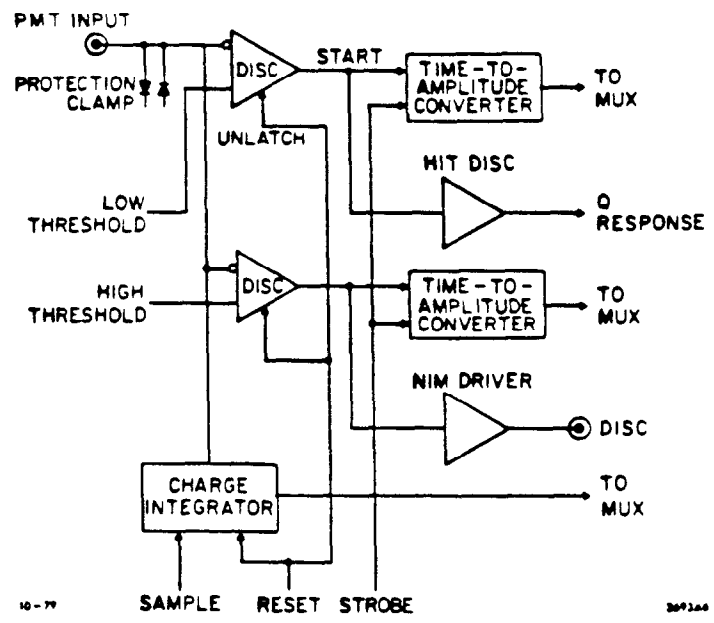 PMT INPUT
PROTECTION
CLAMP
DISC
START
UNLATCH
TIME-TO-
AMPLITUDE
CONVERTER
TO
MUX
HIT DISC
Q
RESPONSE
LOW
THRESHOLD
HIGH
THRESHOLD
DISC
TIME-TO-
AMPLITUDE
CONVERTER
TO
MUX
NIM DRIVER
DISC
CHARGE
INTEGRATOR
TO
MUX
SAMPLE
RESET
STROBE
10-79